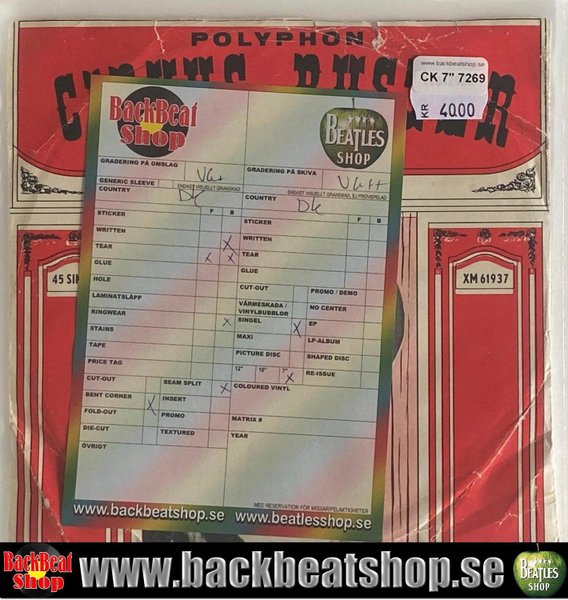 POLYPHON
www.backbeatshop.se
CK 7" 7269
KR 40.00
BackBeat
Shop
BEATLES
SHOP
GRADERING PÅ OMSLAG
VG+
GRADERING PÅ SKIVA
VG++
GENERIC SLEEVE
ENDAST VISUELLT GRANSKAD
ENDAST VISUELLT GRANSKAD, EJ PROVSPELAD
COUNTRY
DK
COUNTRY
DK
STICKER F B
STICKER F B
WRITTEN X
WRITTEN
TEAR X X
TEAR
GLUE
GLUE
HOLE
CUT-OUT
PROMO / DEMO
LAMINATSLÄPP
VÄRMESKADA /
VINYLBUBBLOR
NO CENTER
RINGWEAR X
SINGEL X
EP
STAINS
MAXI
LP-ALBUM
TAPE
PICTURE DISC
SHAPED DISC
PRICE TAG
12" 10" 7" X
RE-ISSUE
CUT-OUT
SEAM SPLIT X
COLOURED VINYL
BENT CORNER X
INSERT
FOLD-OUT
PROMO
MATRIX #
DIE-CUT
TEXTURED
YEAR
ÖVRIGT
MED RESERVATION FÖR MISSAR/FELAKTIGHETER
www.backbeatshop.se www.beatlesshop.se
45 SIN
XM 61937
BackBeat
Shop
www.backbeatshop.se
BEATLES
SHOP